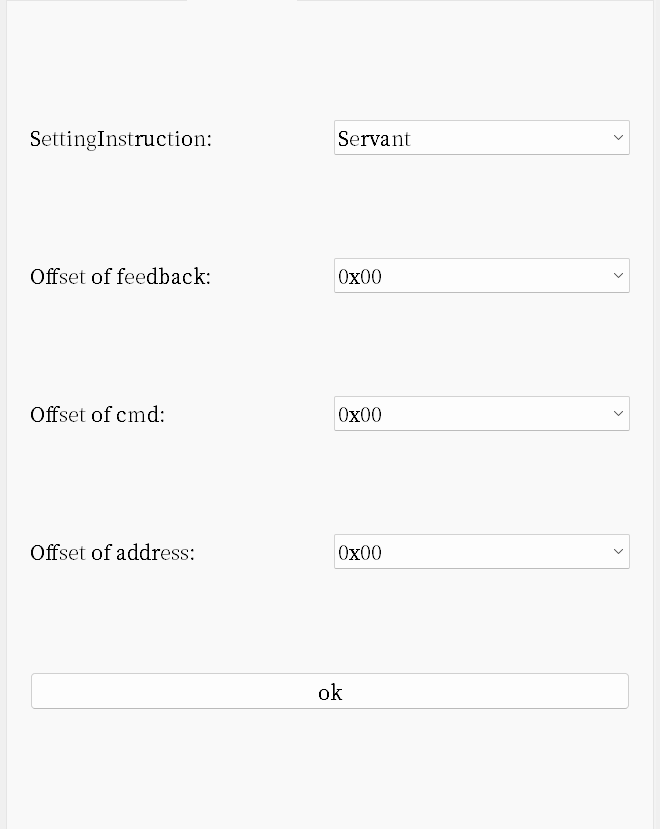 SettingInstruction: Servant
Offset of feedback: 0x00
Offset of cmd: 0x00
Offset of address: 0x00
ok